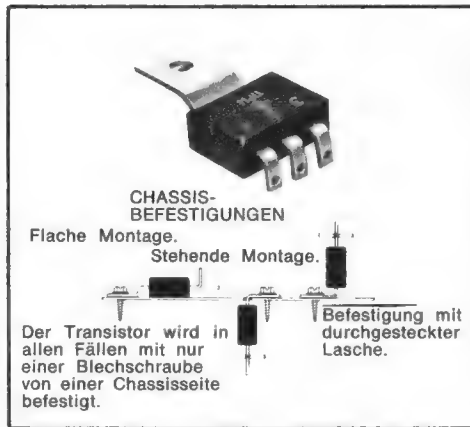 CHASSIS-
BEFESTIGUNGEN
Flache Montage.
Stehende Montage.
Der Transistor wird in
allen Fällen mit nur
einer Blechschraube
von einer Chassisseite
befestigt.
Befestigung mit
durchgesteckter
Lasche.